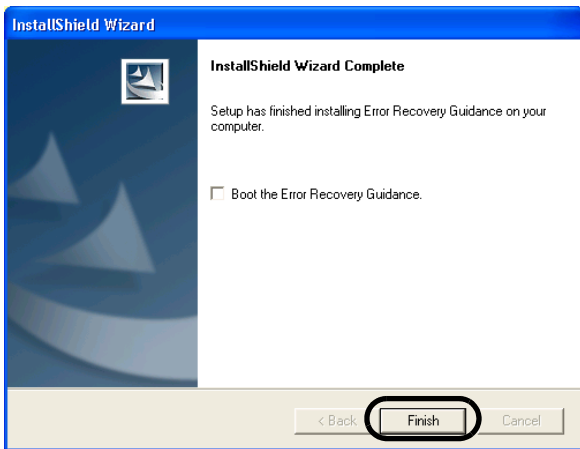 InstallShield Wizard
InstallShield Wizard Complete
Setup has finished installing Error Recovery Guidance on your
computer.
Boot the Error Recovery Guidance.
< Back
Finish
Cancel